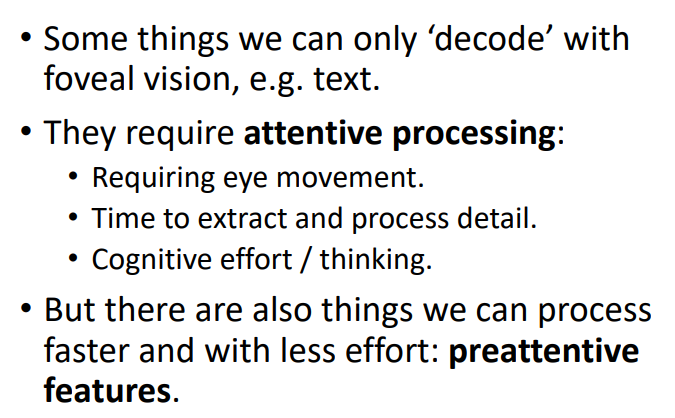 • Some things we can only ‘decode’ with
foveal vision, e.g. text.
• They require attentive processing:
• Requiring eye movement.
• Time to extract and process detail.
• Cognitive effort / thinking.
• But there are also things we can process
faster and with less effort: preattentive
features.